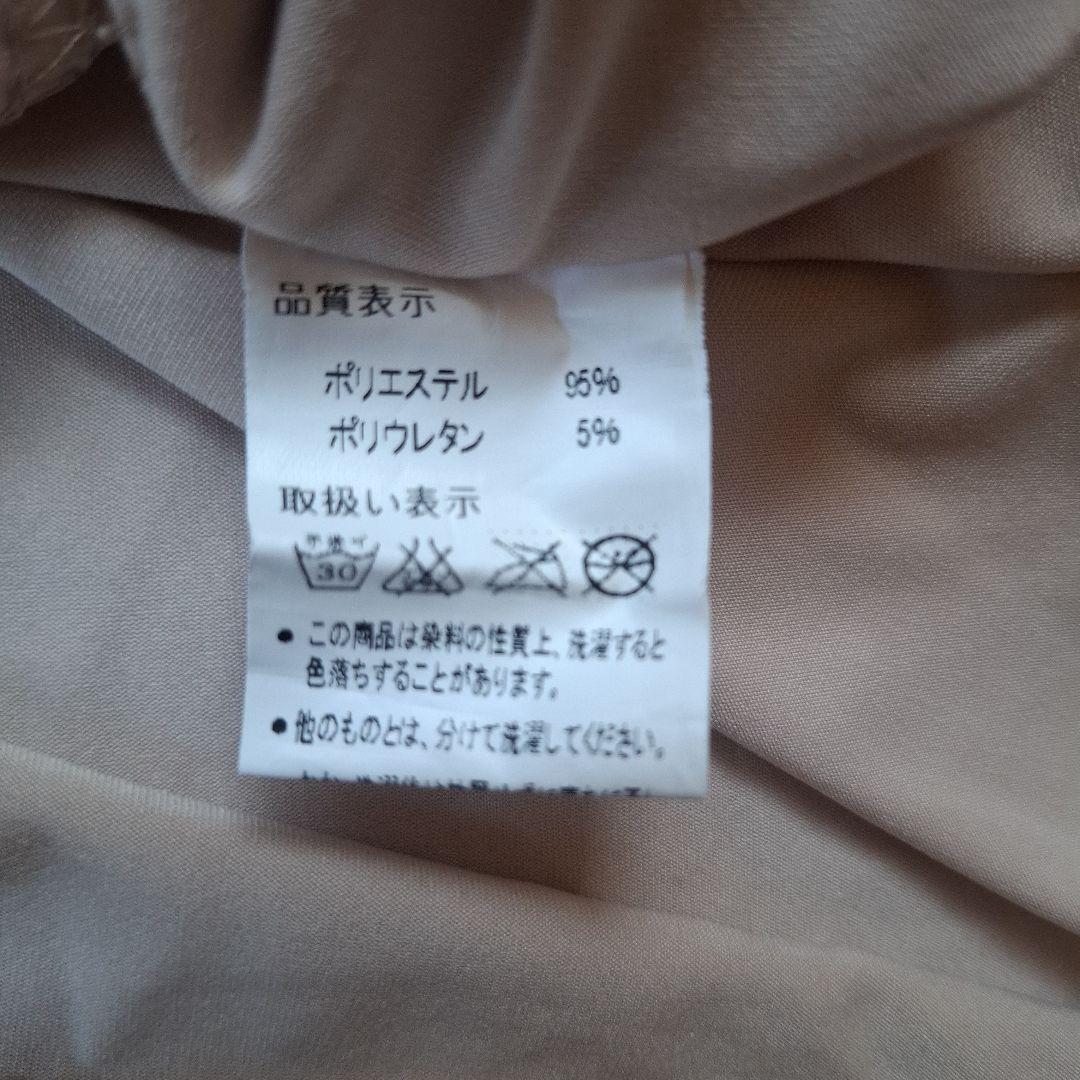 品質表示
ポリエステル 95%
ポリウレタン 5%
取扱い表示
手洗イ
30
● この商品は染料の性質上、洗濯すると
色落ちすることがあります。
● 他のものとは、分けて洗濯してください。